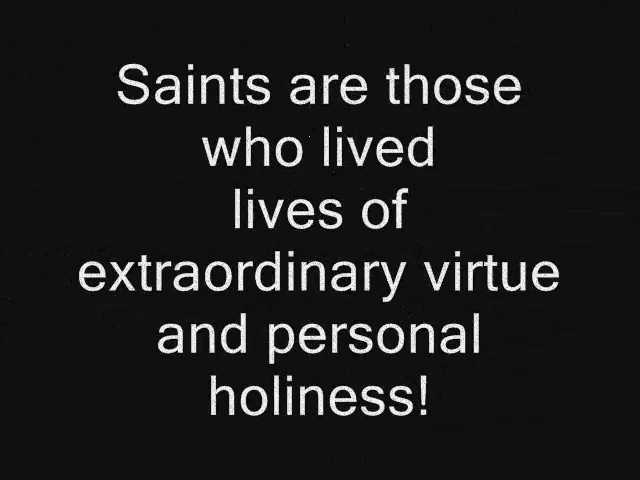 Saints are those
who lived
lives of
extraordinary virtue
and personal
holiness!